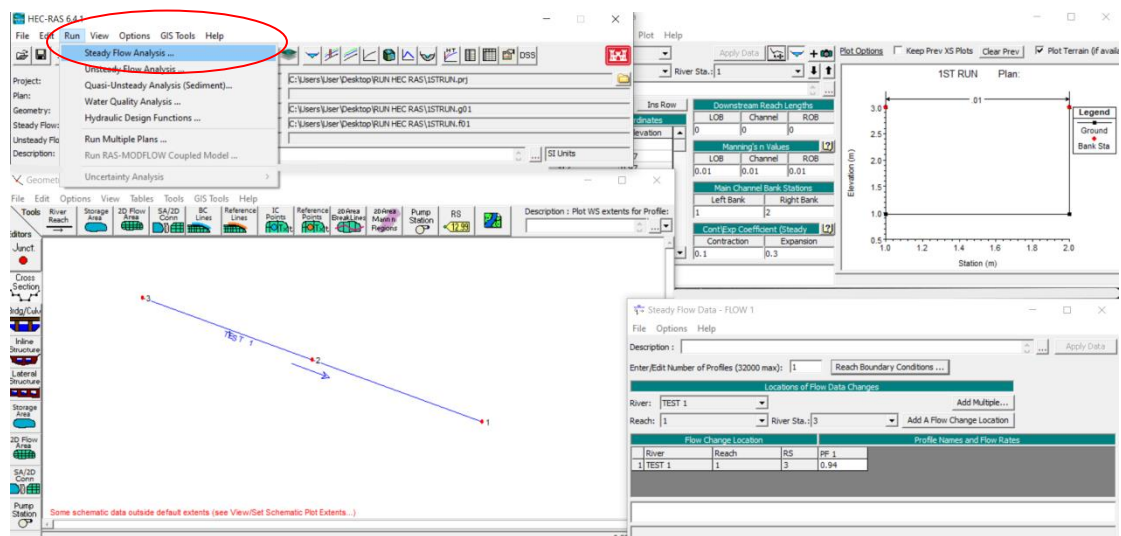 HEC-RAS 6.4.1
File Edit Run View Options GIS Tools Help
Steady Flow Analysis ...
Unsteady Flow Analysis ...
Quasi-Unsteady Analysis (Sediment)...
Water Quality Analysis ...
Hydraulic Design Functions ...
Run Multiple Plans ...
Run RAS-MODFLOW Coupled Model ...
Uncertainty Analysis
DSS
Project:
C:\Users\User\Desktop\RUN HEC RAS\1STRUN.prj
Plan:
Geometry:
C:\Users\User\Desktop\RUN HEC RAS\1STRUN.g01
Steady Flow:
C:\Users\User\Desktop\RUN HEC RAS\1STRUN.f01
Unsteady Flo
Description:
... SI Units
Plot Help
Apply Data
Plot Options Keep Prev XS Plots Clear Prev Plot Terrain (if availa
River Sta.: 1
Ins Row
Downstream Reach Lengths
LOB Channel ROB
0 0 0
Manning's n Values
LOB Channel ROB
0.01 0.01 0.01
Main Channel Bank Stations
Left Bank Right Bank
1 2
Cont\Exp Coefficient (Steady
Contraction Expansion
0.1 0.3
1ST RUN Plan:
.01
Legend
Ground
Bank Sta
Elevation (m)
3.0
2.5
2.0
1.5
1.0
0.5
1.0 1.2 1.4 1.6 1.8 2.0
Station (m)
Geom
File Edit Options View Tables Tools GIS Tools Help
Tools
River Reach
Storage Area
2D Flow Area
SA/2D Conn
BC Lines
Reference Lines
IC Points
Reference Points
2DArea BreakLines
2DArea Mann n Regions
Pump Station
RS
12.99
Description : Plot WS extents for Profile:
Editors
Junct.
Cross Section
Brdg/Culv
Inline Structure
Lateral Structure
Storage Area
2D Flow Area
SA/2D Conn
Pump Station
3
TEST 1
2
1
Some schematic data outside default extents (see View/Set Schematic Plot Extents...)
Steady Flow Data - FLOW 1
File Options Help
Description :
... Apply Data
Enter/Edit Number of Profiles (32000 max): 1 Reach Boundary Conditions ...
Locations of Flow Data Changes
River: TEST 1
Add Multiple...
Reach: 1 River Sta.: 3 Add A Flow Change Location
Flow Change Location Profile Names and Flow Rates
River Reach RS PF 1
1 TEST 1 1 3 0.94